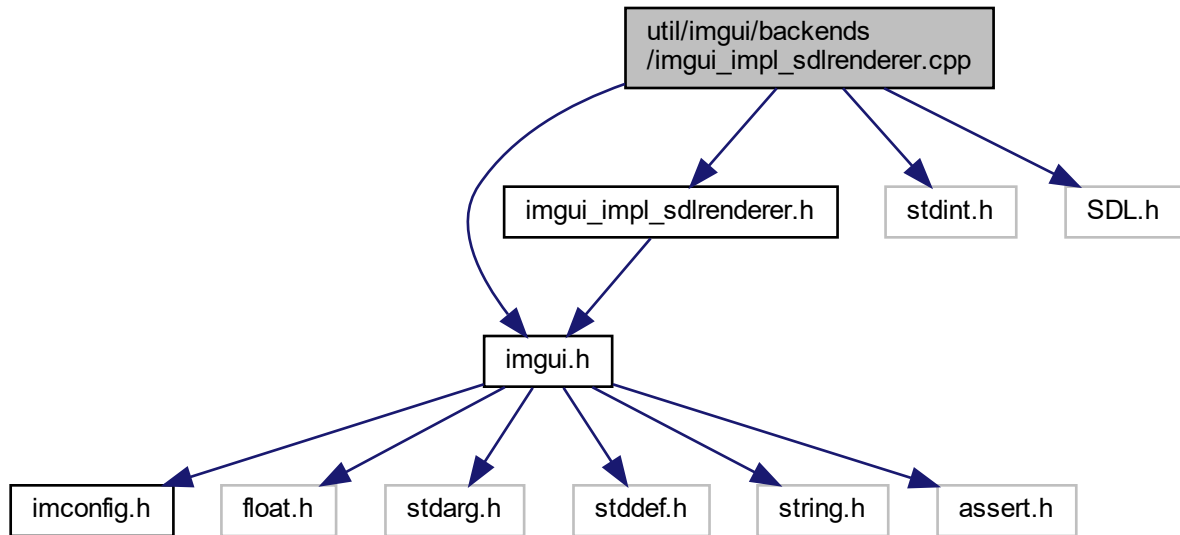 util/imgui/backends
/imgui_impl_sdlrenderer.cpp
imgui_impl_sdlrenderer.h
stdint.h
SDL.h
imgui.h
imconfig.h
float.h
stdarg.h
stddef.h
string.h
assert.h